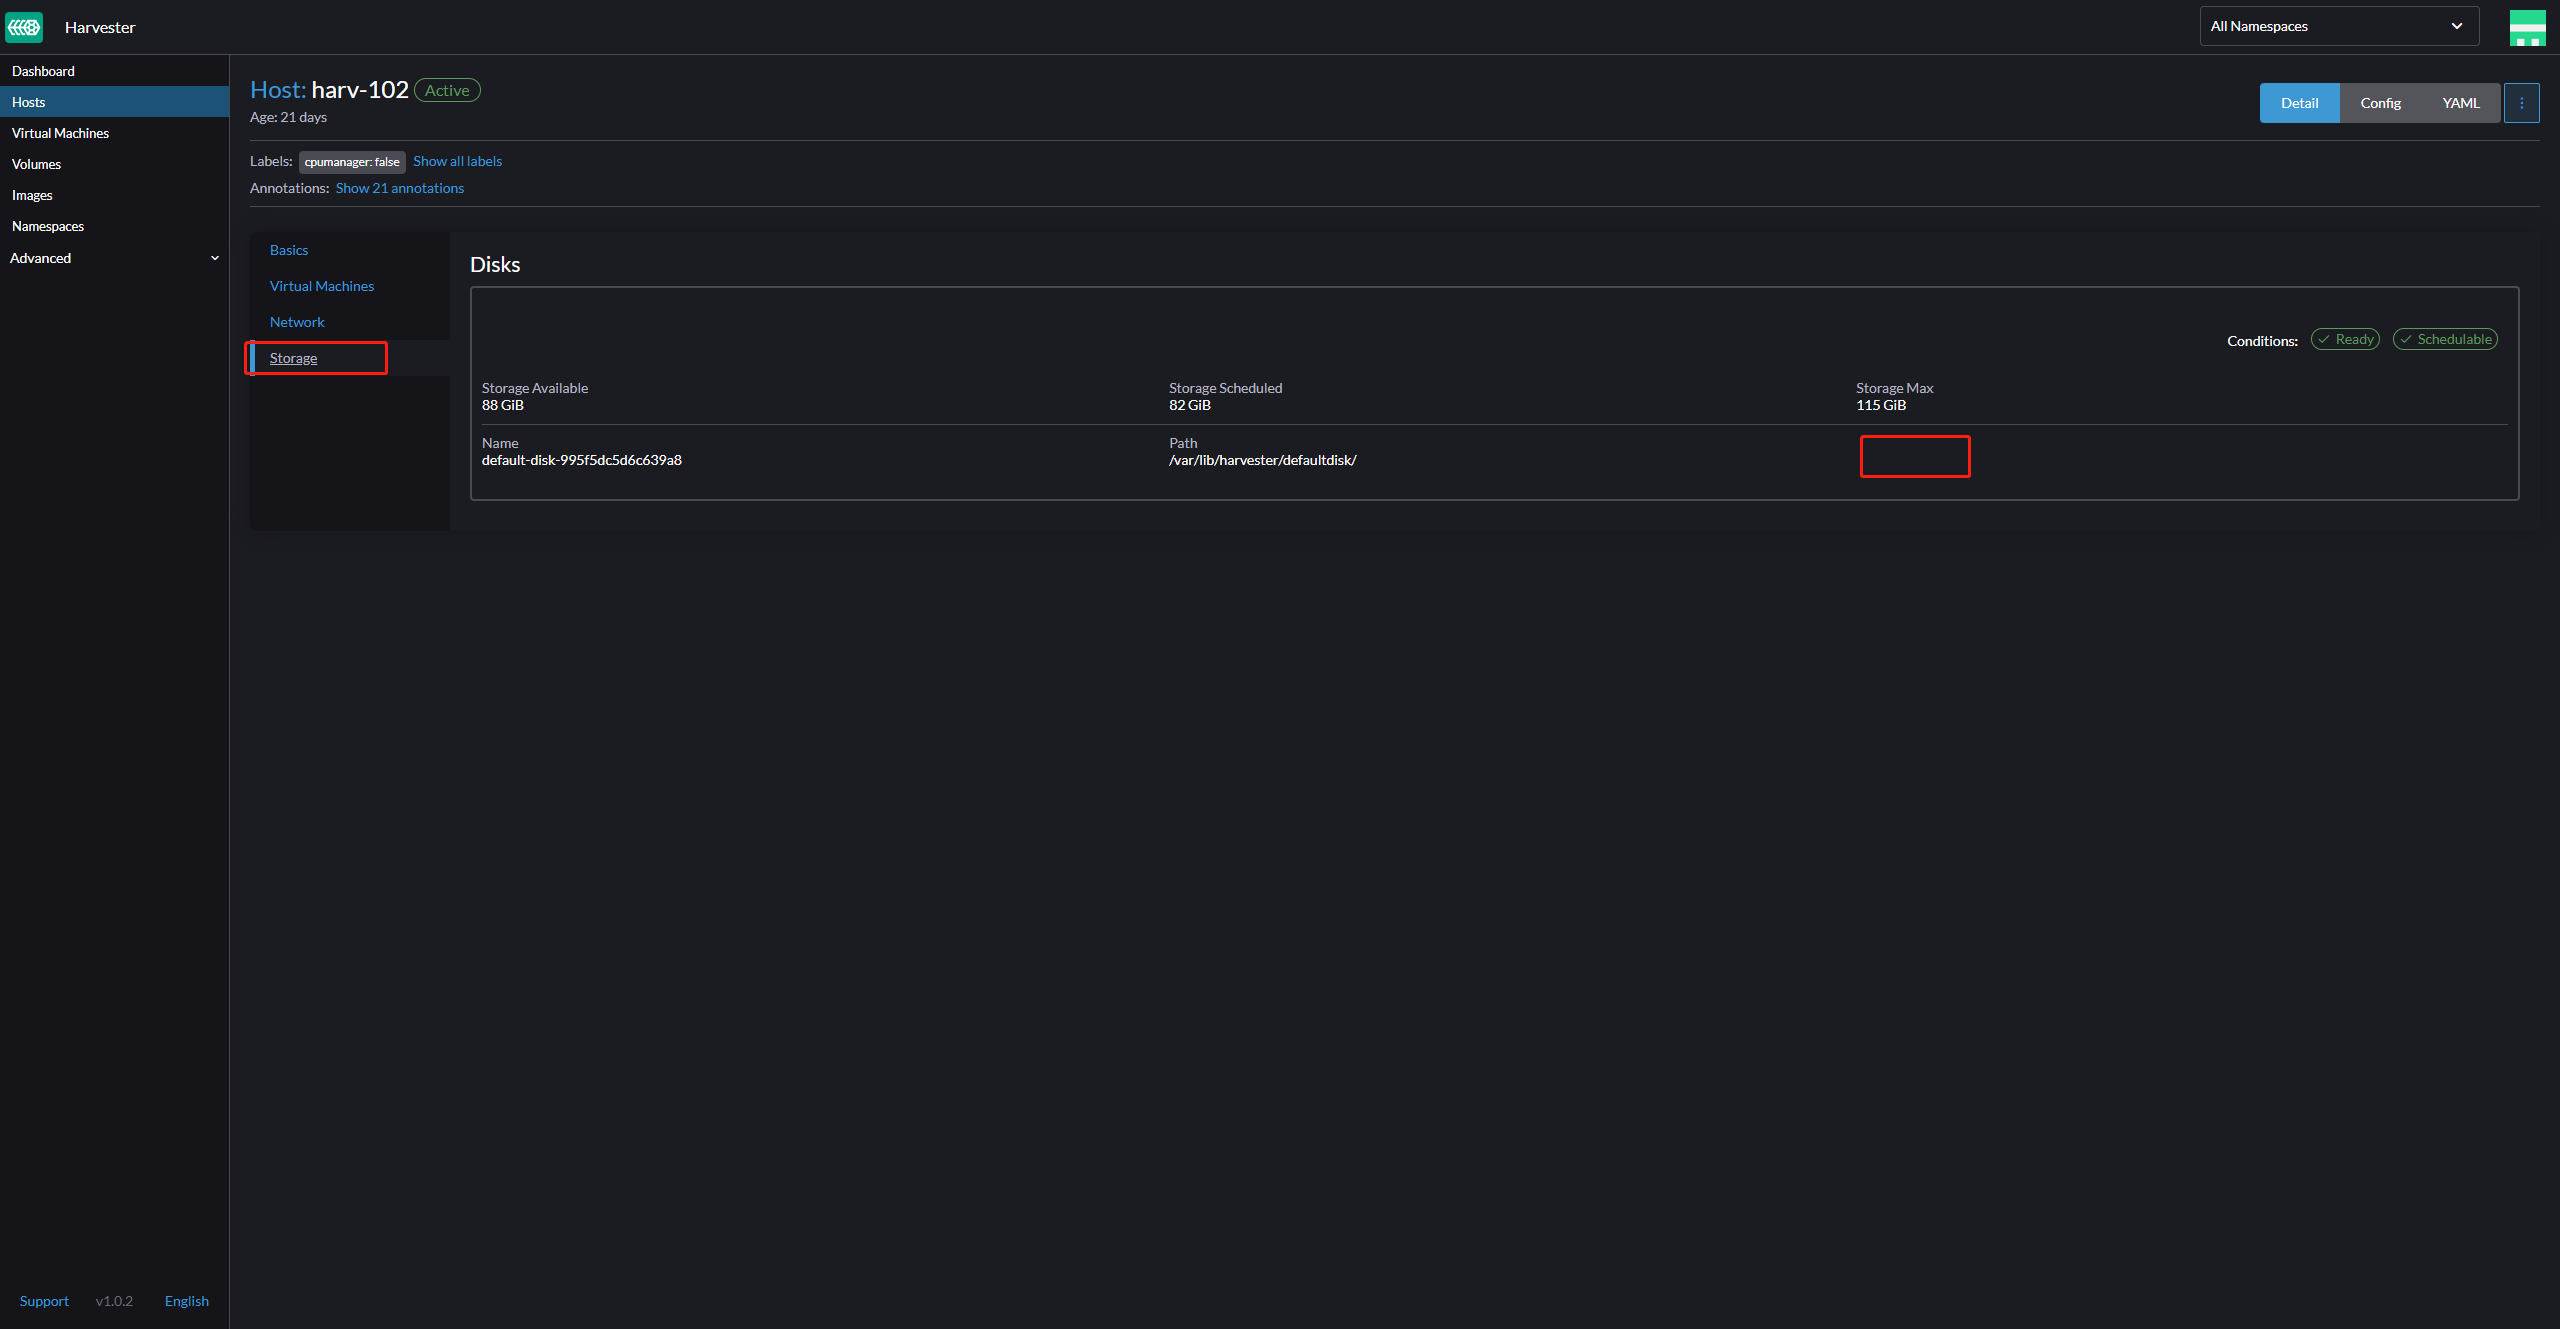 Harvester
All Namespaces
Dashboard
Hosts
Virtual Machines
Volumes
Images
Namespaces
Advanced
Host: harv-102 Active
Age: 21 days
Detail
Config
YAML
Labels: cpumanager: false Show all labels
Annotations: Show 21 annotations
Basics
Virtual Machines
Network
Storage
Disks
Conditions: Ready Schedulable
Storage Available
88 GiB
Storage Scheduled
82 GiB
Storage Max
115 GiB
Name
default-disk-995f5dc5d6c639a8
Path
/var/lib/harvester/defaultdisk/
Support v1.0.2 English